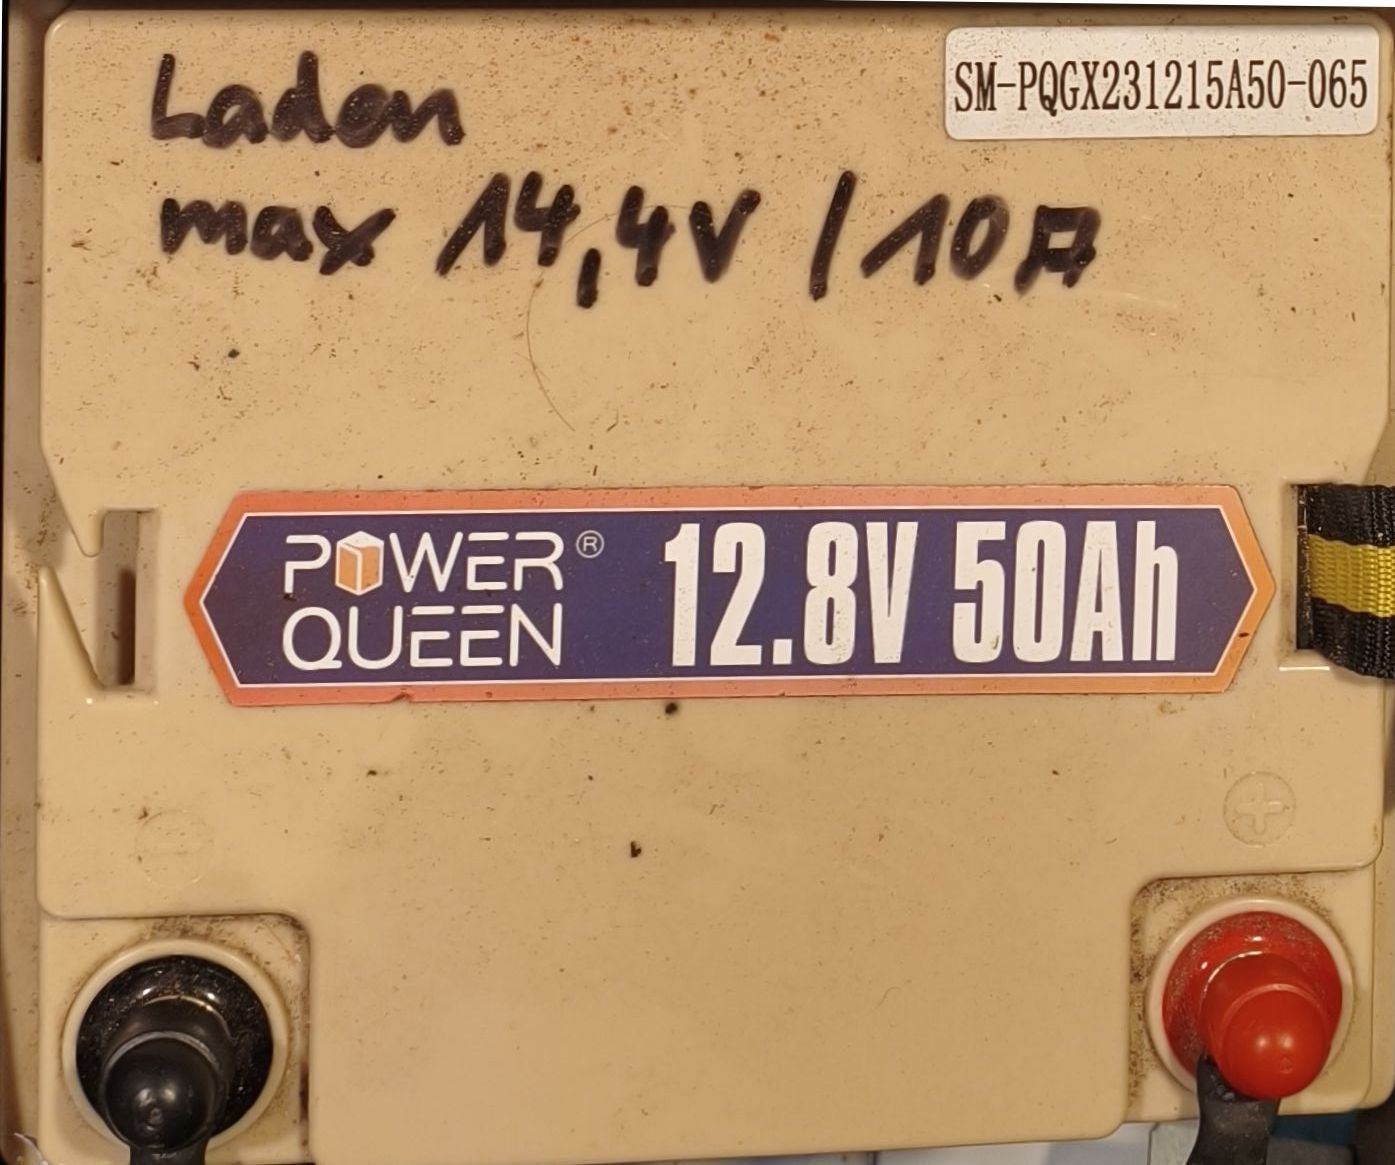 Laden
SM-PQGX231215A50-065
max 14,4V / 10A
POWER QUEEN® 12.8V 50Ah